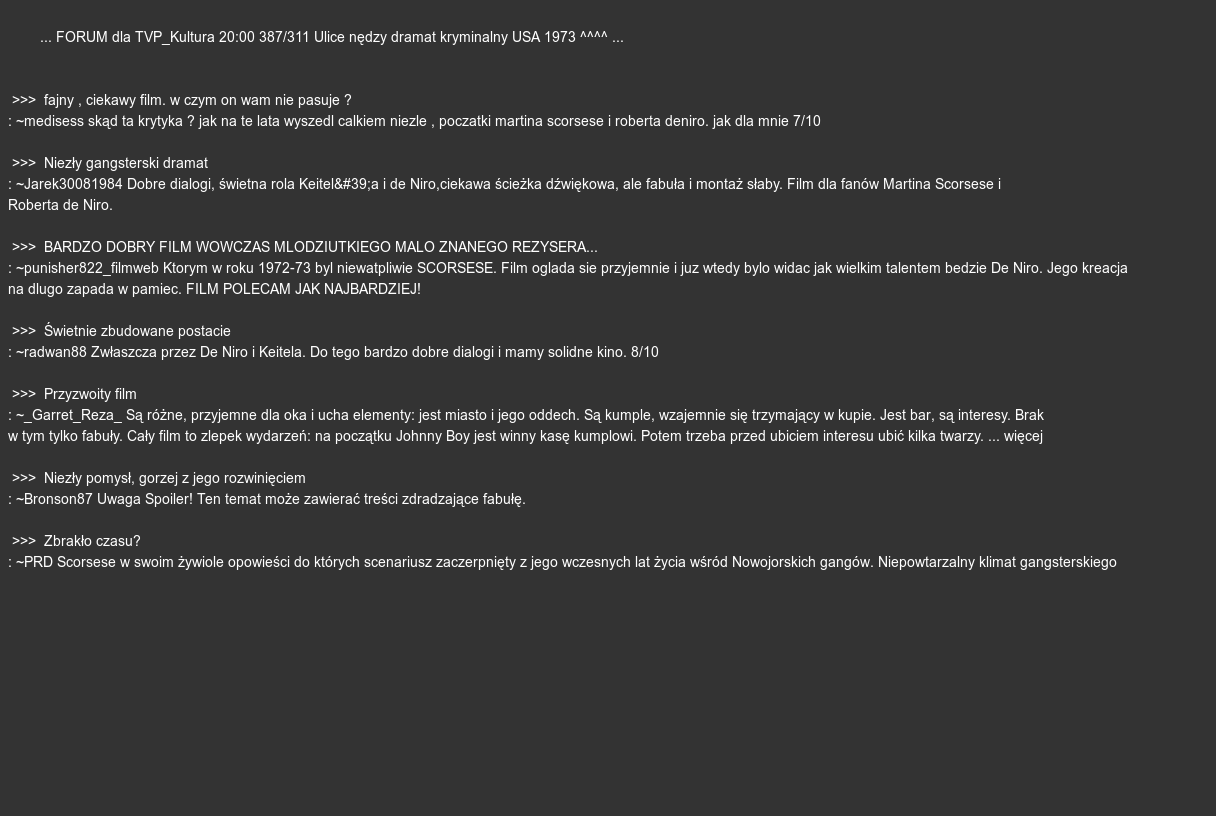 ... FORUM dla TVP_Kultura 20:00 387/311 Ulice nędzy dramat kryminalny USA 1973 ^^^^ ...
>>> fajny , ciekawy film. w czym on wam nie pasuje ?
: ~medisess skąd ta krytyka ? jak na te lata wyszedl calkiem niezle , poczatki martina scorsese i roberta deniro. jak dla mnie 7/10
>>> Niezły gangsterski dramat
: ~Jarek30081984 Dobre dialogi, świetna rola Keitel&#39;a i de Niro,ciekawa ścieżka dźwiękowa, ale fabuła i montaż słaby. Film dla fanów Martina Scorsese i
Roberta de Niro.
>>> BARDZO DOBRY FILM WOWCZAS MLODZIUTKIEGO MALO ZNANEGO REZYSERA...
: ~punisher822_filmweb Ktorym w roku 1972-73 byl niewatpliwie SCORSESE. Film oglada sie przyjemnie i juz wtedy bylo widac jak wielkim talentem bedzie De Niro. Jego kreacja
na dlugo zapada w pamiec. FILM POLECAM JAK NAJBARDZIEJ!
>>> Świetnie zbudowane postacie
: ~radwan88 Zwłaszcza przez De Niro i Keitela. Do tego bardzo dobre dialogi i mamy solidne kino. 8/10
>>> Przyzwoity film
: ~_Garret_Reza_ Są różne, przyjemne dla oka i ucha elementy: jest miasto i jego oddech. Są kumple, wzajemnie się trzymający w kupie. Jest bar, są interesy. Brak
w tym tylko fabuły. Cały film to zlepek wydarzeń: na początku Johnny Boy jest winny kasę kumplowi. Potem trzeba przed ubiciem interesu ubić kilka twarzy. ... więcej
>>> Niezły pomysł, gorzej z jego rozwinięciem
: ~Bronson87 Uwaga Spoiler! Ten temat może zawierać treści zdradzające fabułę.
>>> Zbrakło czasu?
: ~PRD Scorsese w swoim żywiole opowieści do których scenariusz zaczerpnięty z jego wczesnych lat życia wśród Nowojorskich gangów. Niepowtarzalny klimat gangsterskiego